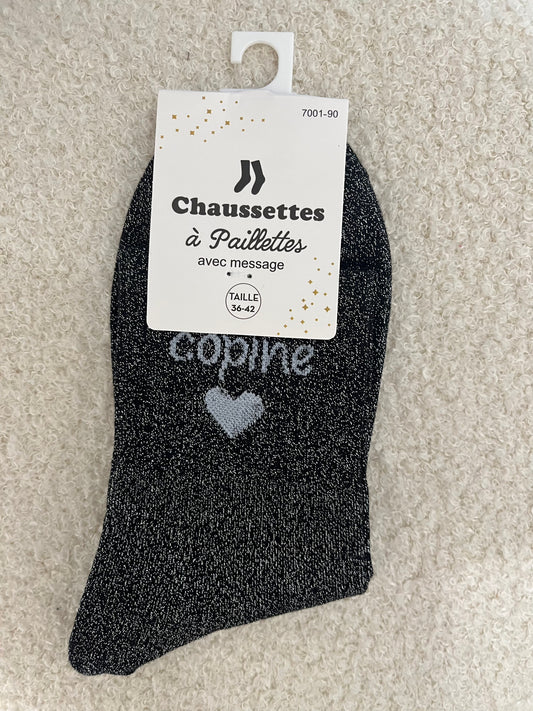 7001-90
Chaussettes
à Paillettes
avec message
TAILLE
36-42
copine